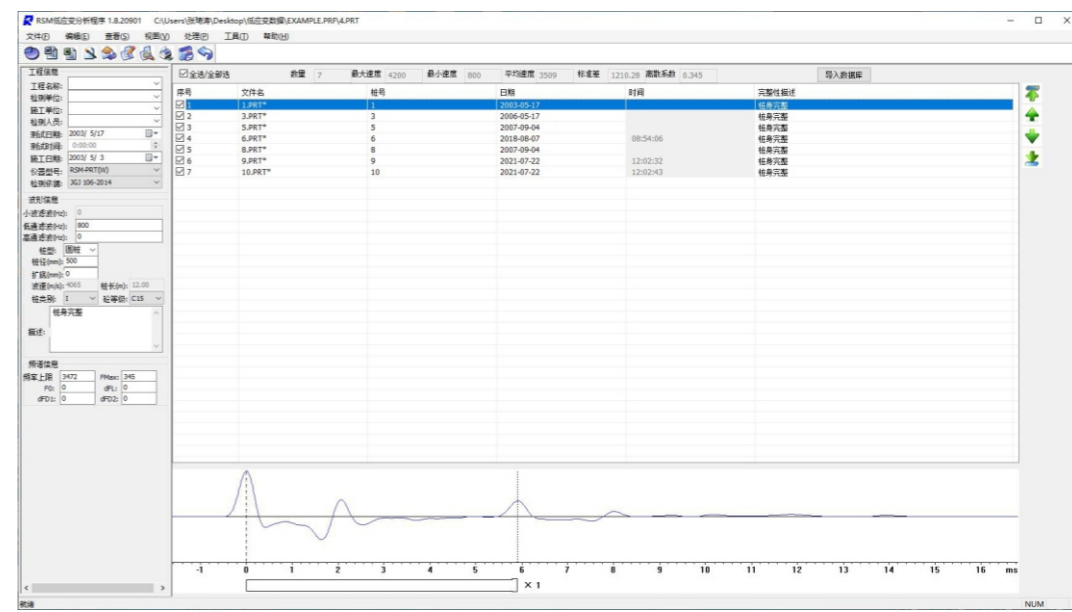 RSM低应变分析程序 1.8.20901 C:\Users\张艳涛\Desktop\低应变数据\EXAMPLE.PRF\4.PRT
文件(F) 编辑(E) 查看(S) 视图(V) 处理(P) 工具(T) 帮助(H)
工程信息
工程名称:
检测单位:
施工单位:
检测人员:
测试日期: 2003/ 5/17
测试时间: 0:00:00
施工日期: 2003/ 5/ 3
仪器型号: RSM-PRT(W)
检测依据: JGJ 106-2014
波形信息
小波滤波(Hz): 0
低通滤波(Hz): 800
高通滤波(Hz): 0
桩型: 圆桩
桩径(mm): 500
扩底(mm): 0
波速(m/s): 4065 桩长(m): 12.00
桩类别: I 砼等级: C15
桩身完整
描述:
频谱信息
频率上限 3472 FMax: 345
F0: 0 dFL: 0
dFD1: 0 dFD2: 0
全选/全部选 数量 7 最大速度 4200 最小速度 800 平均速度 3509 标准差 1210.28 离散系数 0.345 导入数据库
序号 文件名 桩号 日期 时间 完整性描述
1 1.PRT* 1 2003-05-17 桩身完整
2 3.PRT* 3 2006-05-17 桩身完整
3 5.PRT* 5 2007-09-04 桩身完整
4 6.PRT* 6 2018-08-07 08:54:06 桩身完整
5 8.PRT* 8 2007-09-04 桩身完整
6 9.PRT* 9 2021-07-22 12:02:32 桩身完整
7 10.PRT* 10 2021-07-22 12:02:43 桩身完整
-1 0 1 2 3 4 5 6 7 8 9 10 11 12 13 14 15 16 ms
× 1
就绪 NUM